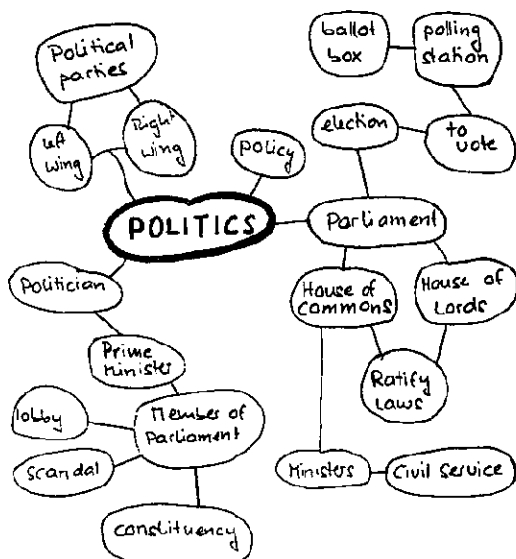 Political
parties
left
wing
Right
wing
policy
ballot
box
polling
station
election
to
vote
POLITICS
Parliament
Politician
House of
commons
House of
Lords
Prime
minister
Ratify
Laws
lobby
Member of
Parliament
Scandal
Ministers
Civil Service
constituency